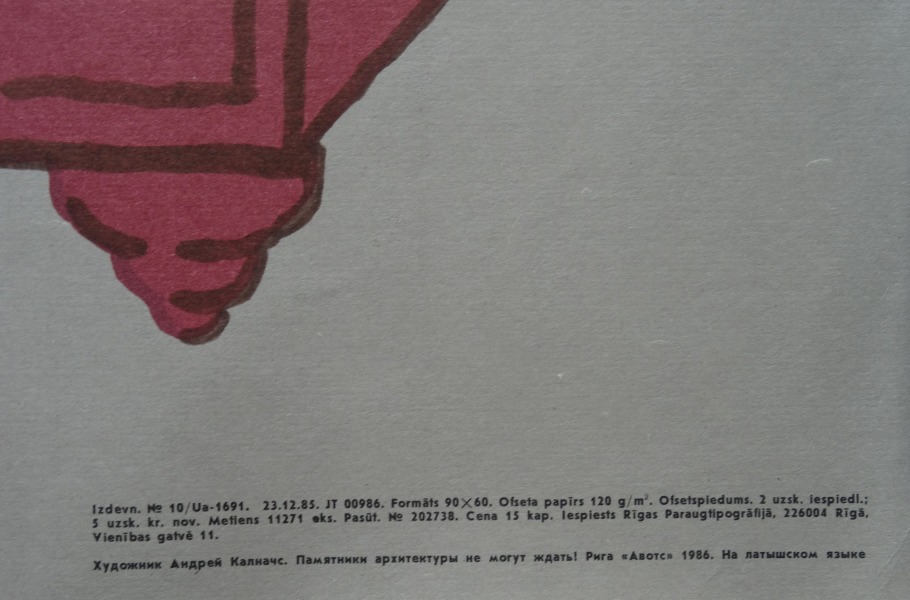 Izdevn. № 10/Ua-1691. 23.12.85. JT 00986. Formāts 90×60. Ofseta papīrs 120 g/m². Ofsetspiedums. 2 uzsk. iespiedl.;
5 uzsk. kr. nov. Metiens 11271 eks. Pasūt. № 202738. Cena 15 kap. Iespiests Rīgas Paraugtipogrāfijā, 226004 Rīgā,
Vienības gatvē 11.
Художник Андрей Калначс. Памятники архитектуры не могут ждать! Рига «Авотс» 1986. На латышском языке